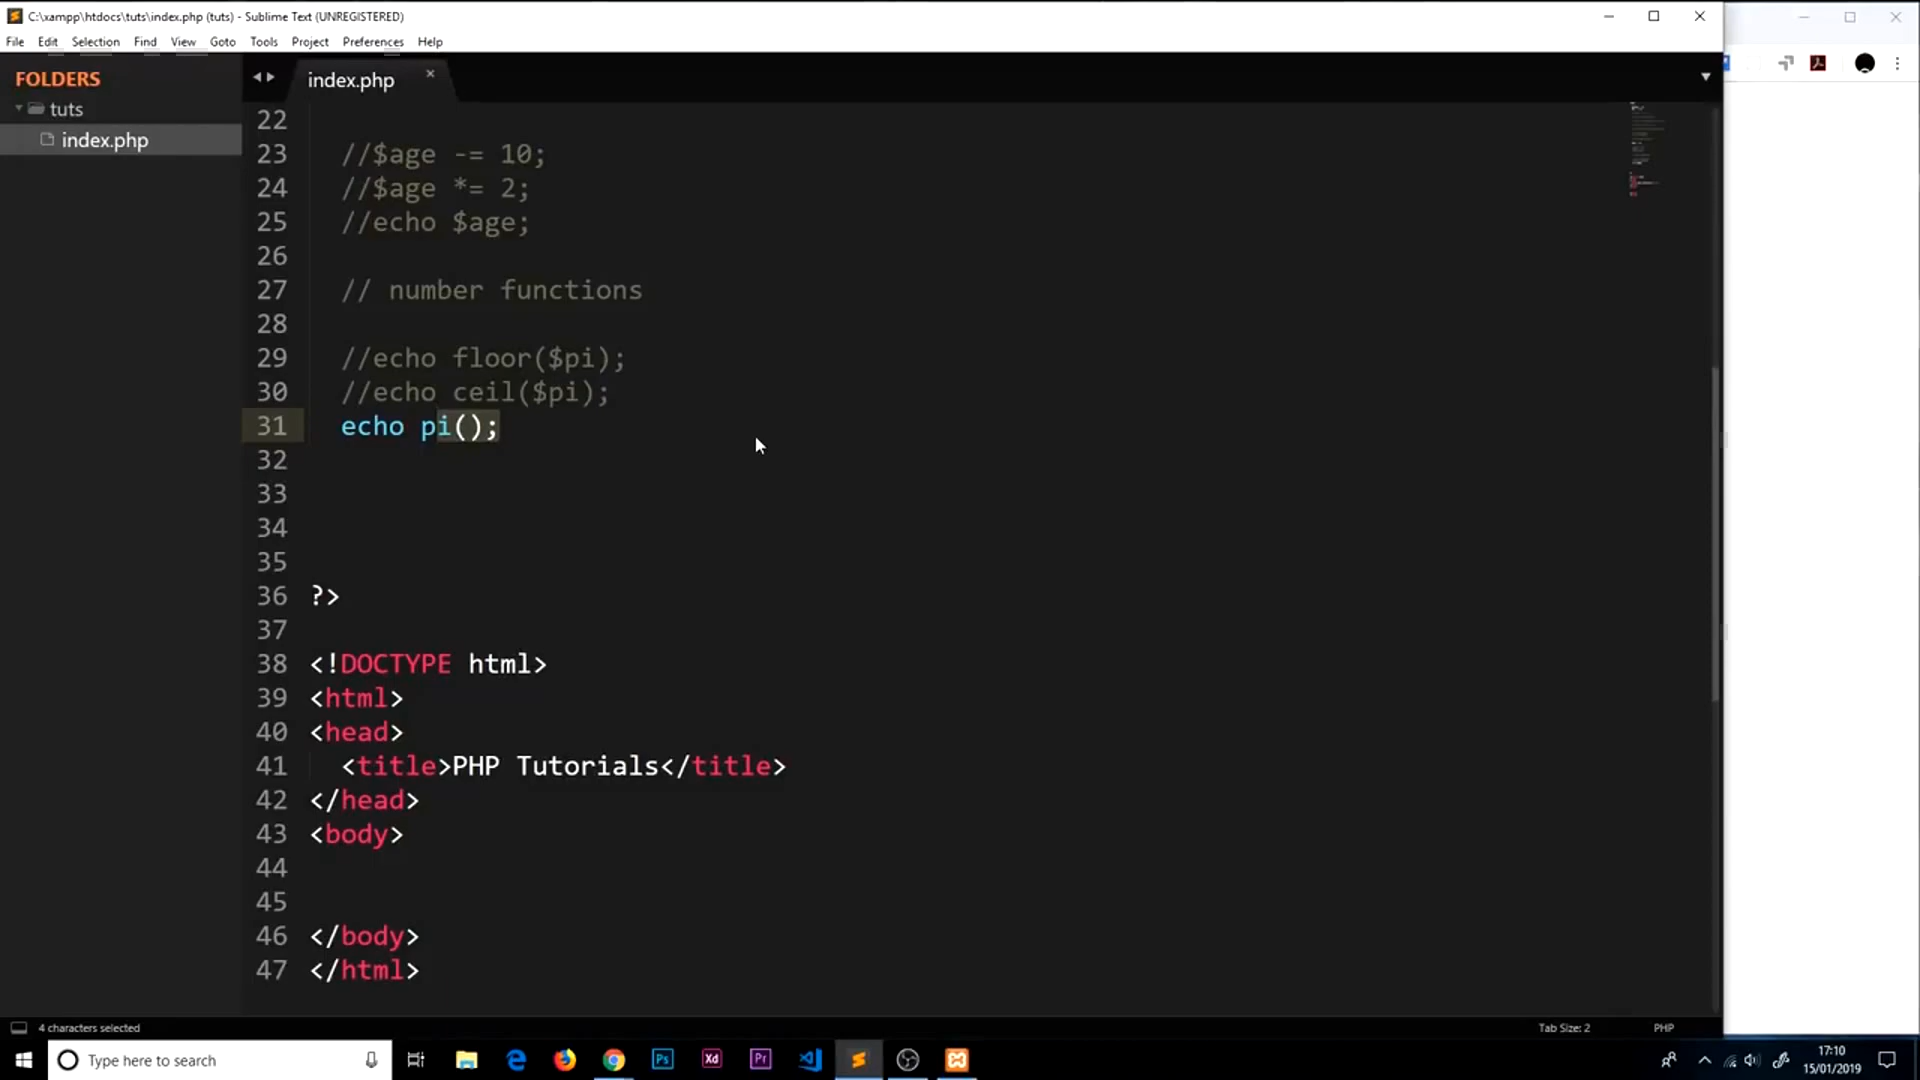 C:\xampp\htdocs\tuts\index.php (tuts) - Sublime Text (UNREGISTERED)
File Edit Selection Find View Goto Tools Project Preferences Help
FOLDERS
tuts
index.php
index.php
22
23 //$age -= 10;
24 //$age *= 2;
25 //echo $age;
26
27 // number functions
28
29 //echo floor($pi);
30 //echo ceil($pi);
31 echo pi();
32
33
34
35
36 ?>
37
38 <!DOCTYPE html>
39 <html>
40 <head>
41 <title>PHP Tutorials</title>
42 </head>
43 <body>
44
45
46 </body>
47 </html>
4 characters selected
Tab Size: 2
PHP
Type here to search
Ps
Xd
Pr
17:10
15/01/2019